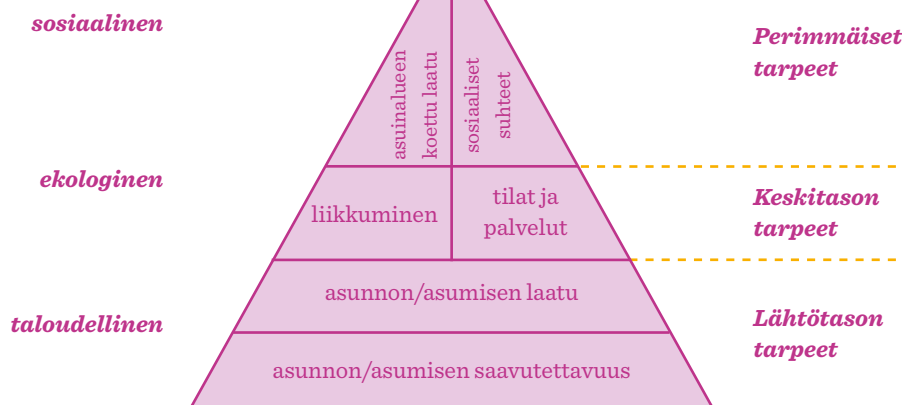 sosiaalinen
ekologinen
taloudellinen
asuinalueen
koettu laatu
sosiaaliset
suhteet
liikkuminen
tilat ja
palvelut
asunnon/asumisen laatu
asunnon/asumisen saavutettavuus
Perimmäiset
tarpeet
Keskitason
tarpeet
Lähtötason
tarpeet